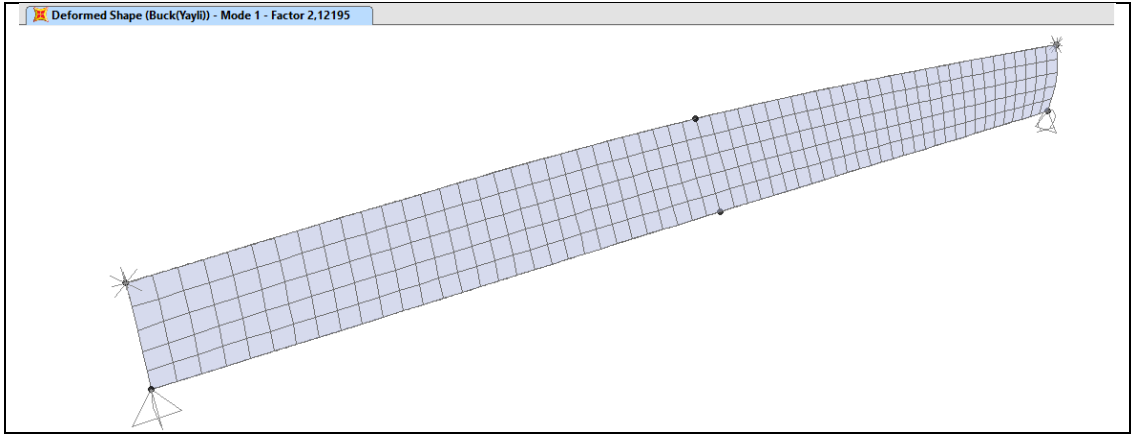 Deformed Shape (Buck(Yayli)) - Mode 1 - Factor 2,12195